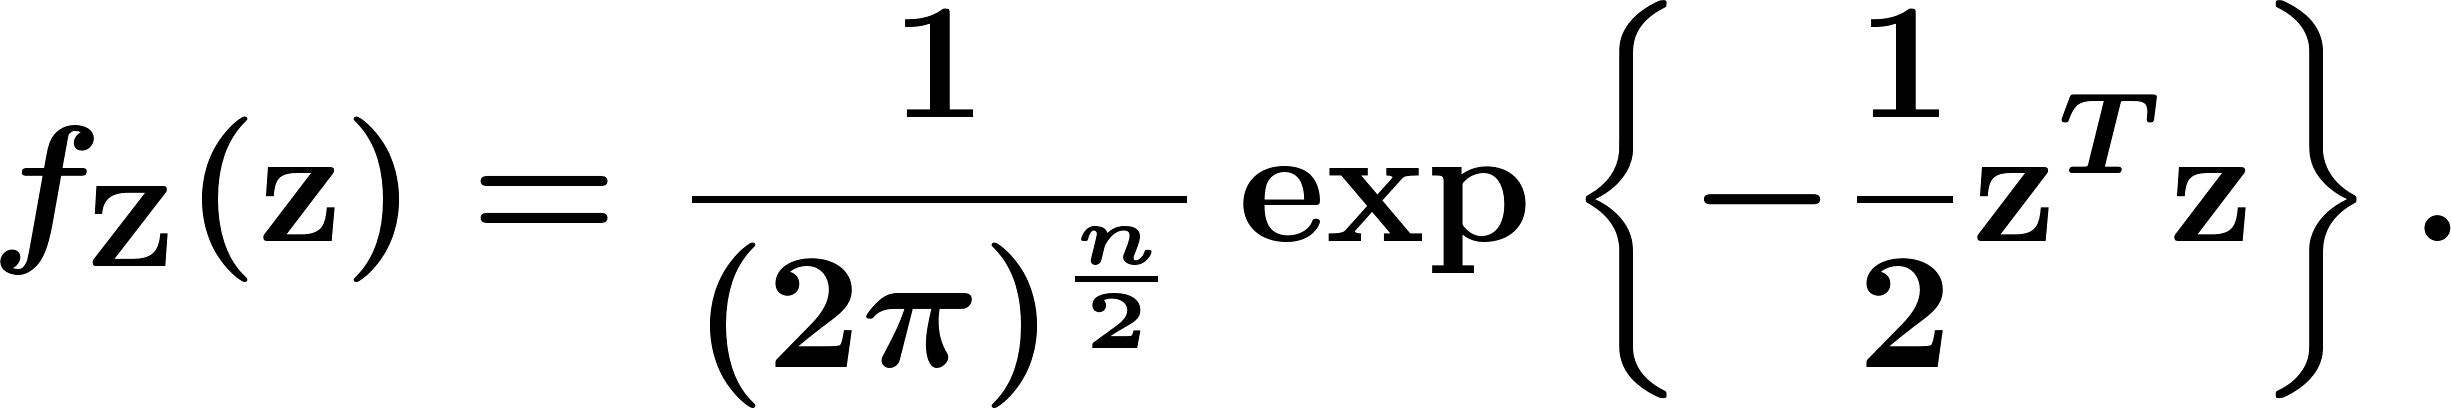 f_Z(z) = \frac{1}{(2\pi)^{\frac{n}{2}}} \exp\left\{-\frac{1}{2}z^T z\right\}.